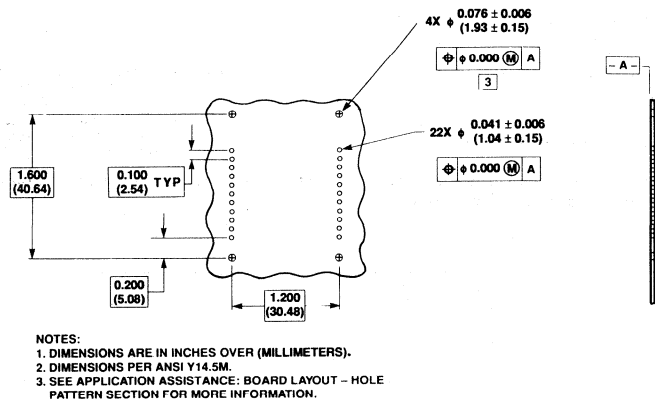 4X ϕ 0.076 ± 0.006
(1.93 ± 0.15)
⌖ ϕ 0.000 Ⓜ A
3
– A –
22X ϕ 0.041 ± 0.006
(1.04 ± 0.15)
⌖ ϕ 0.000 Ⓜ A
1.600
(40.64)
0.100
(2.54) TYP
0.200
(5.08)
1.200
(30.48)
NOTES:
1. DIMENSIONS ARE IN INCHES OVER (MILLIMETERS).
2. DIMENSIONS PER ANSI Y14.5M.
3. SEE APPLICATION ASSISTANCE: BOARD LAYOUT – HOLE
PATTERN SECTION FOR MORE INFORMATION.